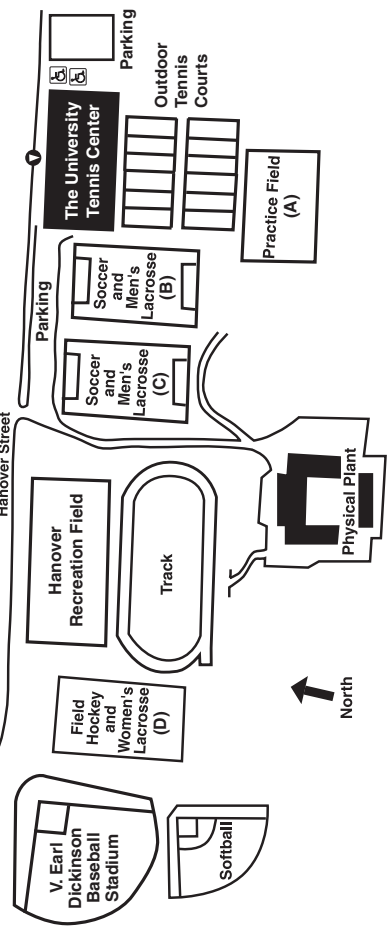 Parking
The University
Tennis Center
Outdoor
Tennis
Courts
Practice Field
(A)
Parking
Soccer
and
Men's
Lacrosse
(B)
Soccer
and
Men's
Lacrosse
(C)
Hanover Street
Physical Plant
Hanover
Recreation Field
Track
North
Field
Hockey
and
Women's
Lacrosse
(D)
V. Earl
Dickinson
Baseball
Stadium
Softball